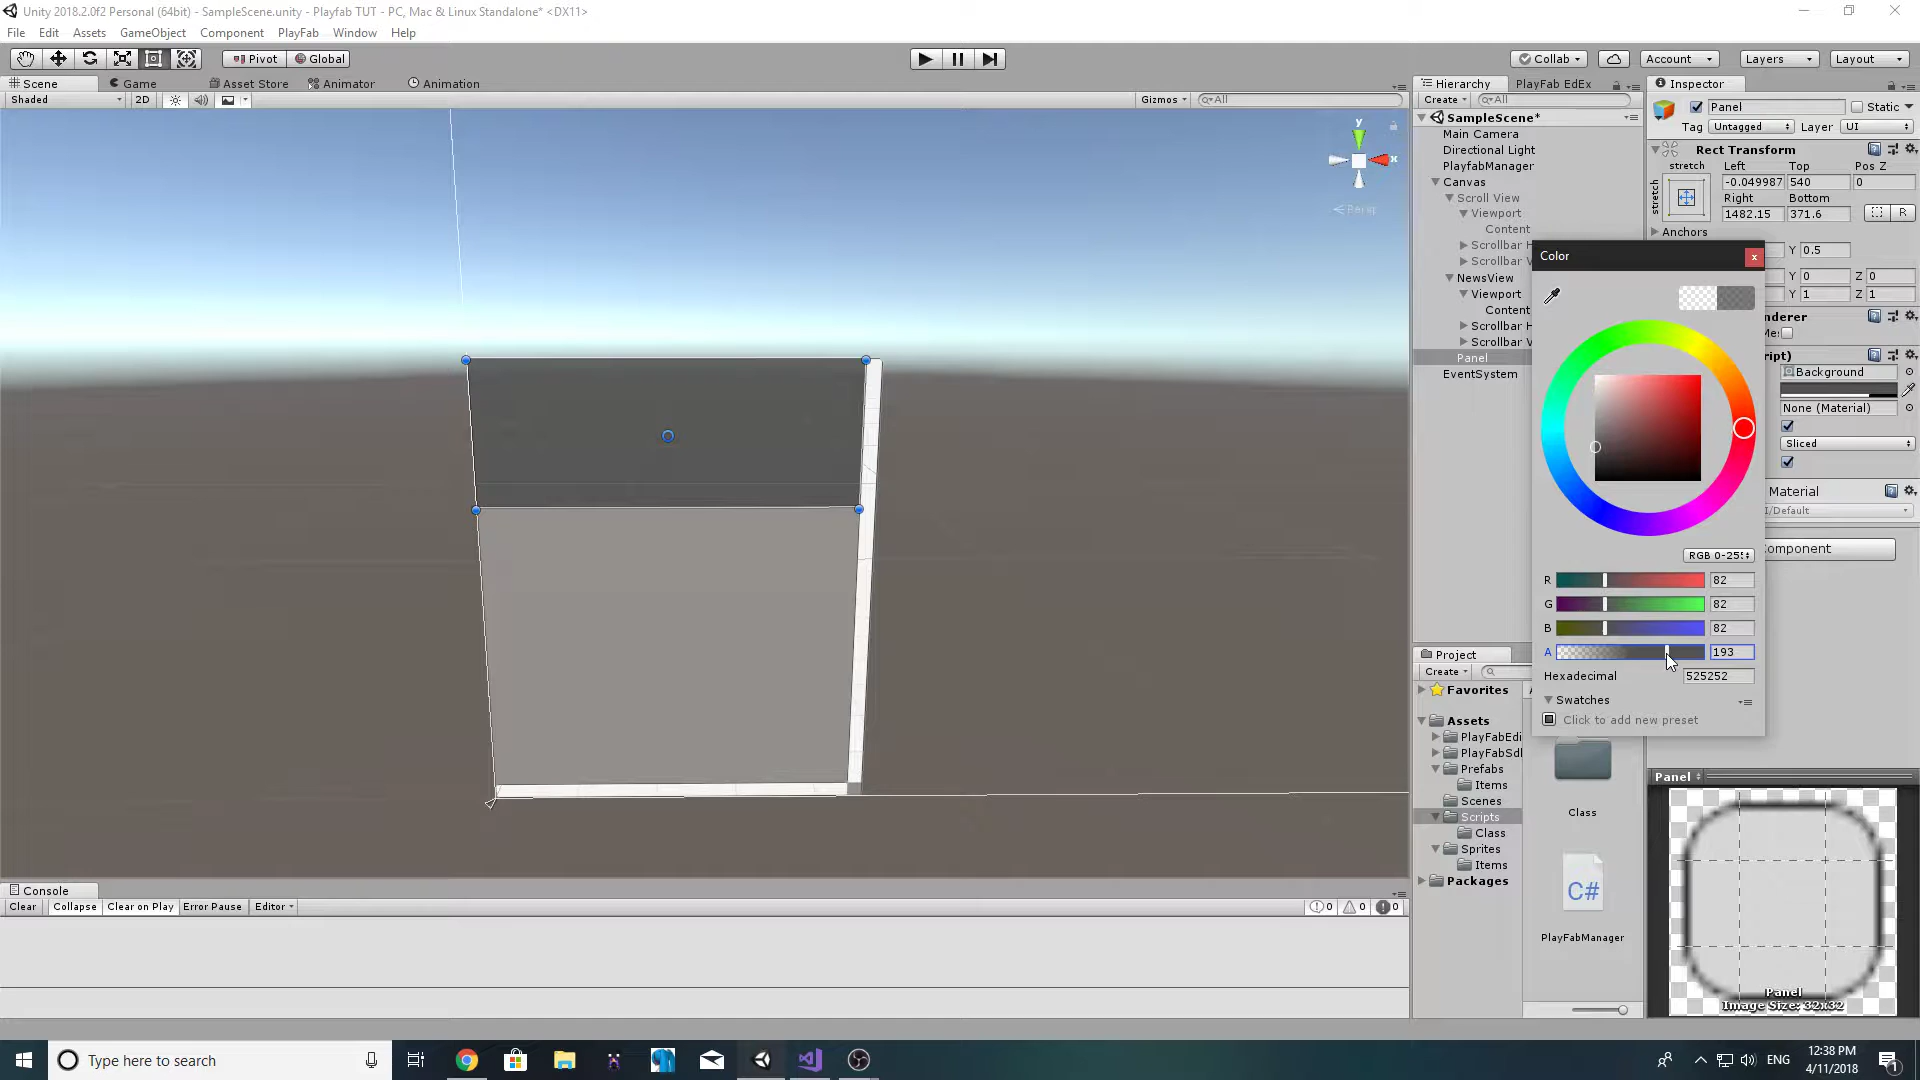 Unity 2018.2.0f2 Personal (64bit) - SampleScene.unity - Playfab TUT - PC, Mac & Linux Standalone* <DX11>
File Edit Assets GameObject Component PlayFab Window Help
Pivot Global Collab Account Layers Layout
Scene Game Asset Store Animator Animation
Shaded 2D Gizmos All
Hierarchy PlayFab EdEx
Create All
SampleScene*
Main Camera
Directional Light
PlayfabManager
Canvas
Scroll View
Viewport
Content
Scrollbar H
Scrollbar V
NewsView
Viewport
Content
Scrollbar H
Scrollbar V
Panel
EventSystem
Inspector
Panel Static
Tag Untagged Layer UI
Rect Transform
stretch Left Top Pos Z
stretch -0.049987 540 0
Right Bottom
1482.15 371.6 R
Anchors
Y 0.5
Y 0 Z 0
Y 1 Z 1
nderer
Me:
ript)
Background
None (Material)
Sliced
Material
I/Default
omponent
Color
RGB 0-25
R 82
G 82
B 82
A 193
Hexadecimal 525252
Swatches
Click to add new preset
y
x
Persp
Project
Create
Favorites
Assets
PlayFabEdi
PlayFabSdl
Prefabs
Items
Scenes
Scripts
Class
Sprites
Items
Packages
Class
C#
PlayFabManager
Panel
Panel
Image Size: 32x32
Console
Clear Collapse Clear on Play Error Pause Editor 0 0 0
Type here to search
ENG
12:38 PM
4/11/2018
1